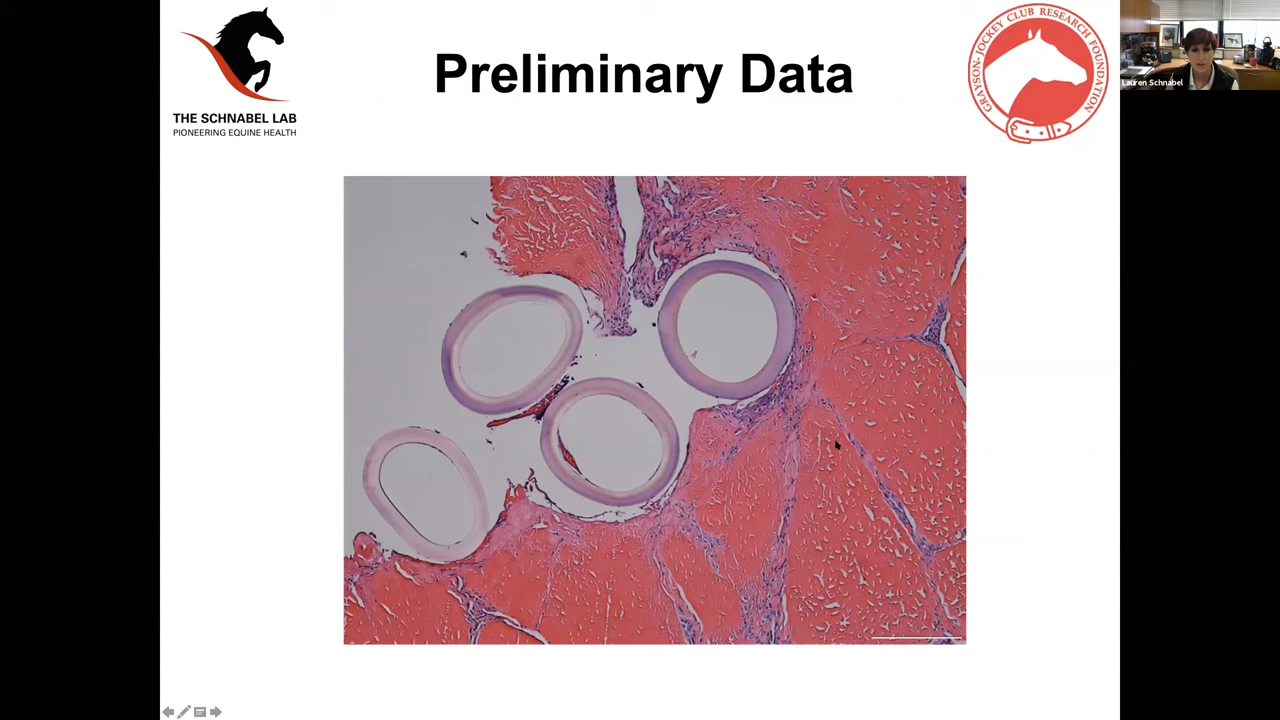 Preliminary Data
THE SCHNABEL LAB
PIONEERING EQUINE HEALTH
GRAYSON-JOCKEY CLUB RESEARCH FOUNDATION
Lauren Schnabel